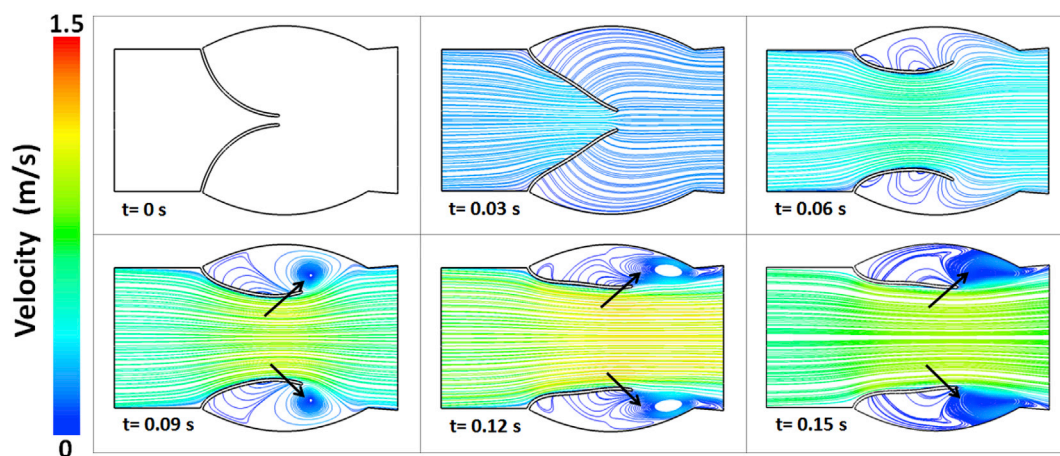 1.5
Velocity (m/s)
0
t= 0 s
t= 0.03 s
t= 0.06 s
t= 0.09 s
t= 0.12 s
t= 0.15 s